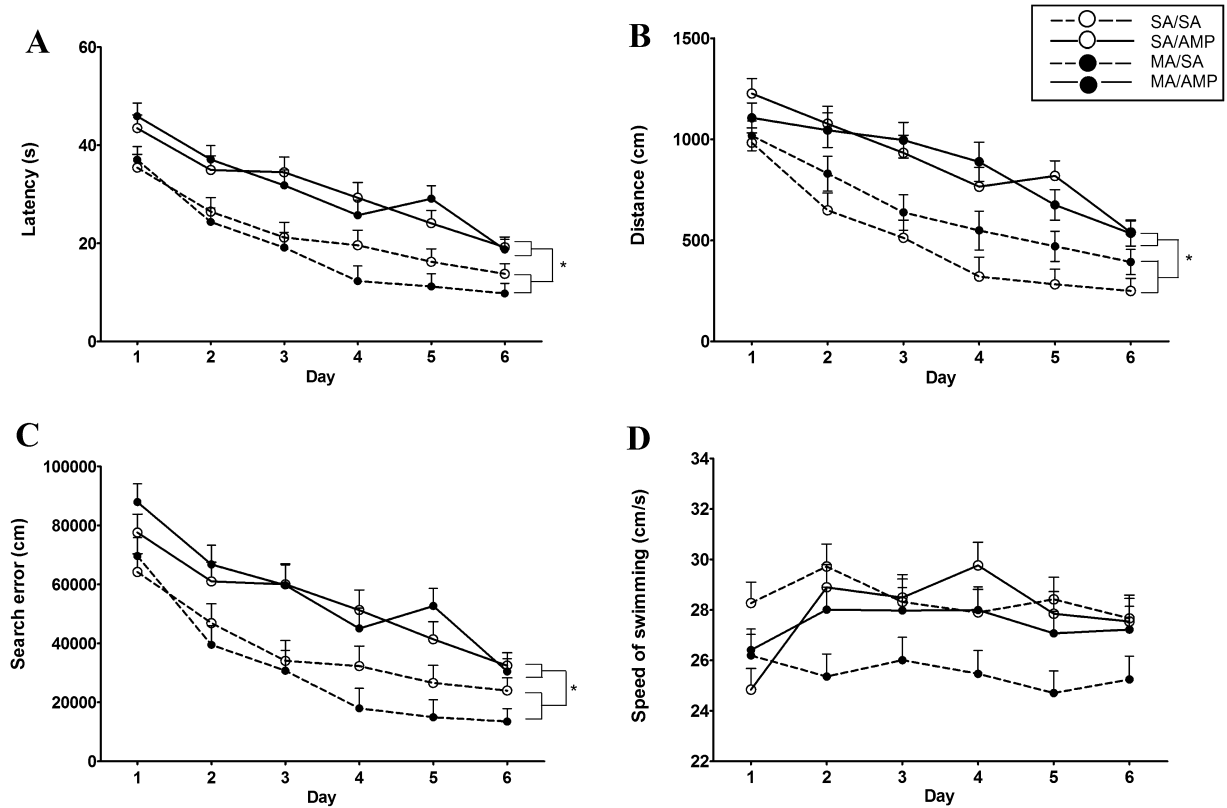 A
60
40
20
0
Latency (s)
1 2 3 4 5 6
Day
*
B
1500
1000
500
0
Distance (cm)
1 2 3 4 5 6
Day
*
SA/SA
SA/AMP
MA/SA
MA/AMP
C
100000
80000
60000
40000
20000
0
Search error (cm)
1 2 3 4 5 6
Day
*
D
34
32
30
28
26
24
22
Speed of swimming (cm/s)
1 2 3 4 5 6
Day